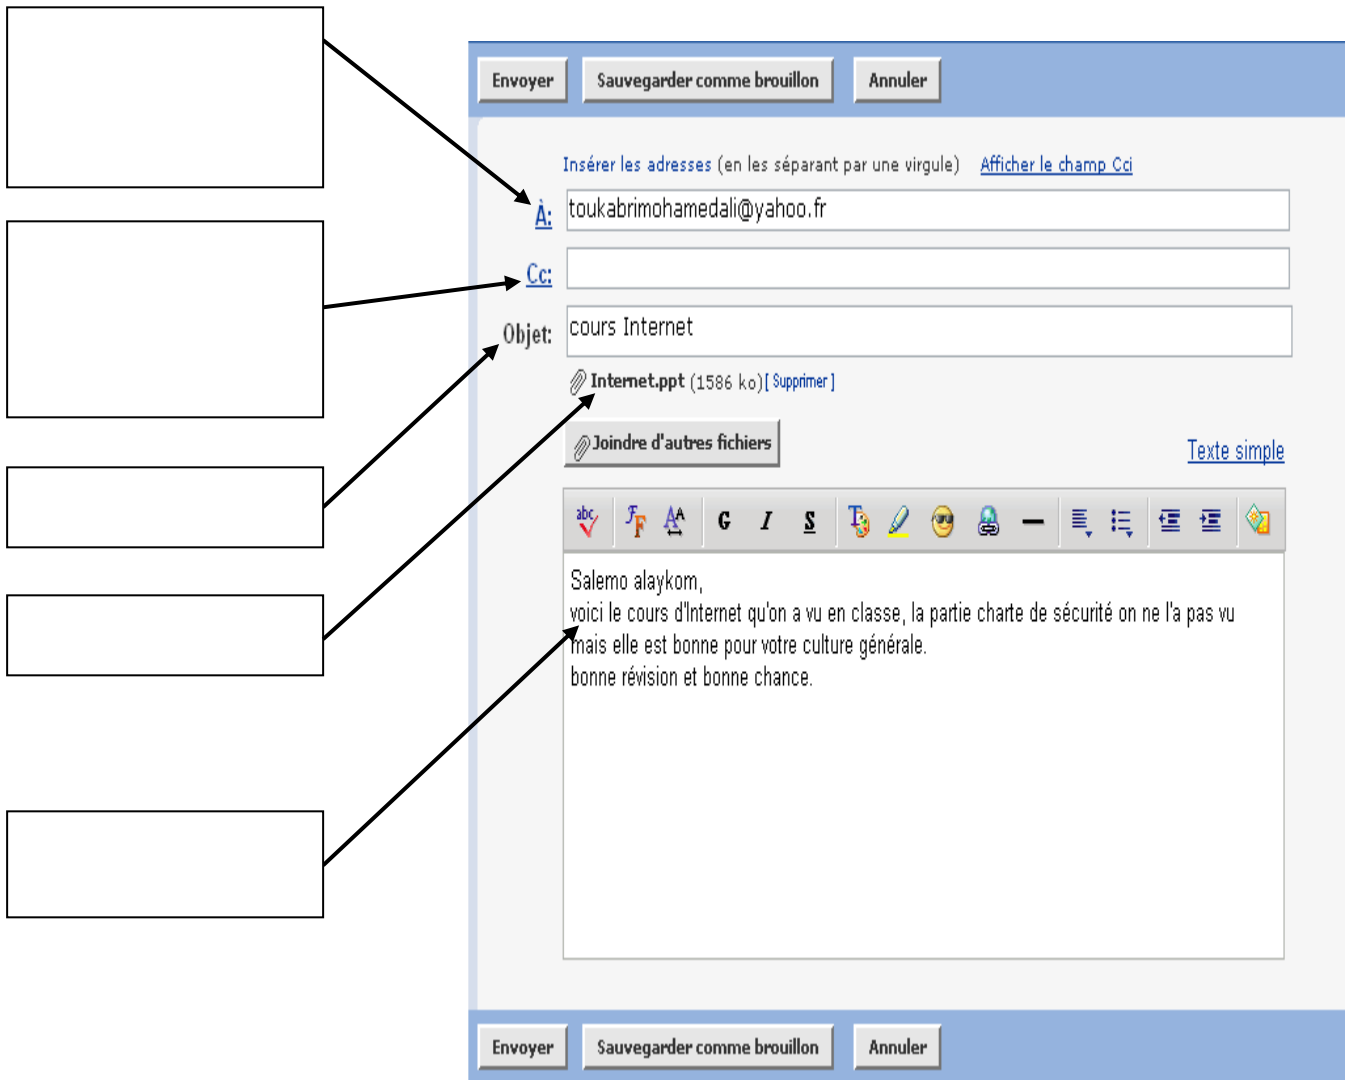 Envoyer Sauvegarder comme brouillon Annuler
Insérer les adresses (en les séparant par une virgule) Afficher le champ Cci
À: toukabrimohamedali@yahoo.fr
Cc:
Objet: cours Internet
Internet.ppt (1586 ko) [ Supprimer ]
Joindre d'autres fichiers
Texte simple
abc F F A A G I S T
Salemo alaykom,
voici le cours d'Internet qu'on a vu en classe, la partie charte de sécurité on ne l'a pas vu
mais elle est bonne pour votre culture générale.
bonne révision et bonne chance.
Envoyer Sauvegarder comme brouillon Annuler